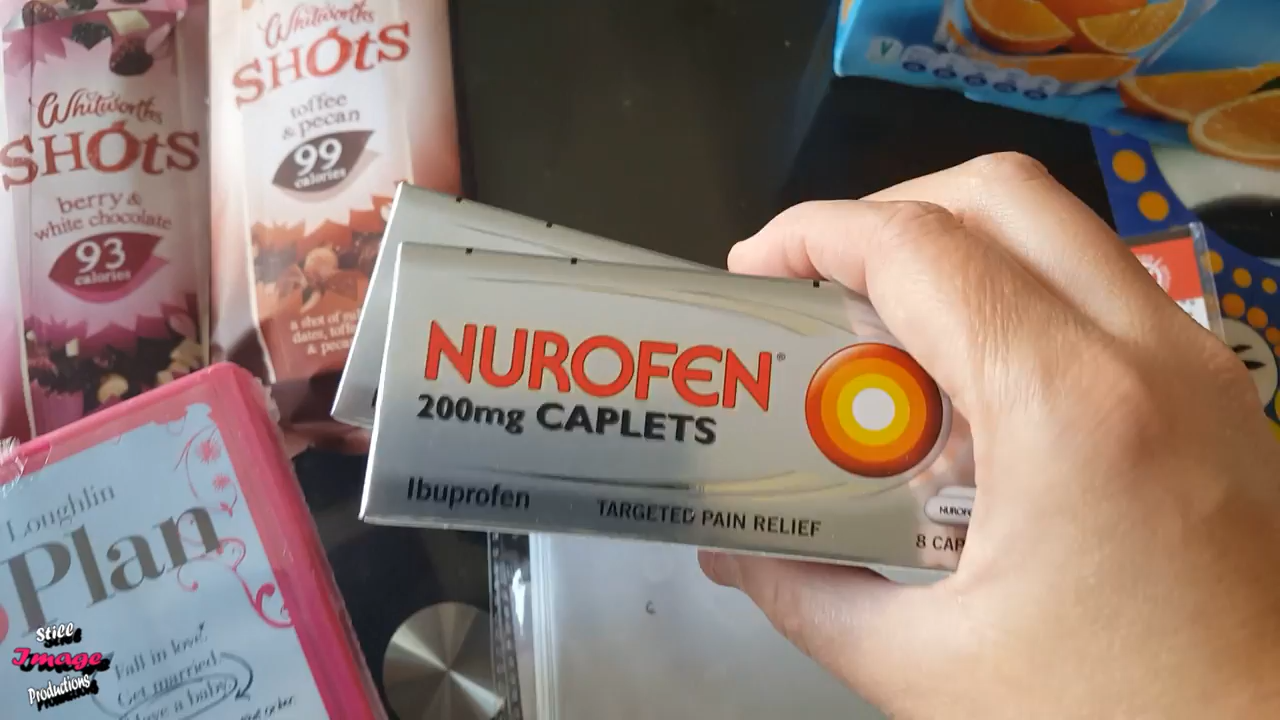 Whitworths
SHOts
berry &
white chocolate
93
calories
Whitworths
SHOts
toffee
& pecan
99
calories
a shot of
dates,
& pecan
NUROFEN®
200mg CAPLETS
Ibuprofen
TARGETED PAIN RELIEF
8 CAP
Loughlin
Plan
Fall in love.
Get married
have a baby
Still
Image
Productions
V